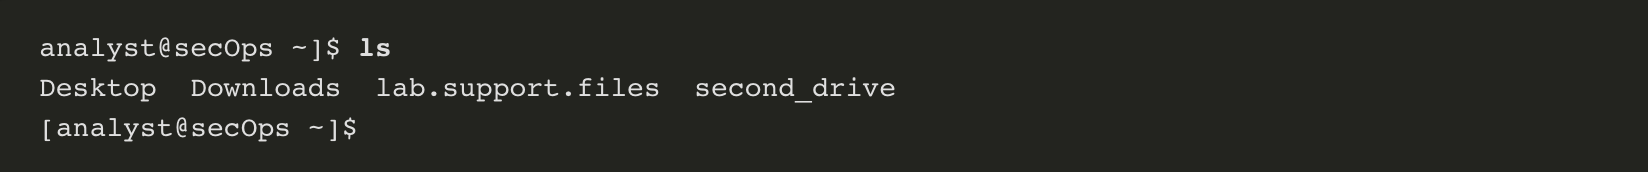 analyst@secOps ~]$ ls
Desktop  Downloads  lab.support.files  second_drive
[analyst@secOps ~]$